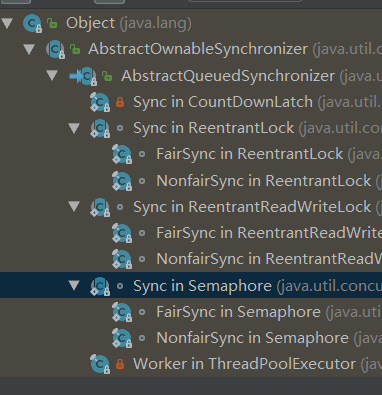 Object (java.lang)
AbstractOwnableSynchronizer (java.util.c
AbstractQueuedSynchronizer (java.u
Sync in CountDownLatch (java.util.con
Sync in ReentrantLock (java.util.con
FairSync in ReentrantLock (java
NonfairSync in ReentrantLock (
Sync in ReentrantReadWriteLock (
FairSync in ReentrantReadWrite
NonfairSync in ReentrantReadW
Sync in Semaphore (java.util.concu
FairSync in Semaphore (java.uti
NonfairSync in Semaphore (java
Worker in ThreadPoolExecutor (jav